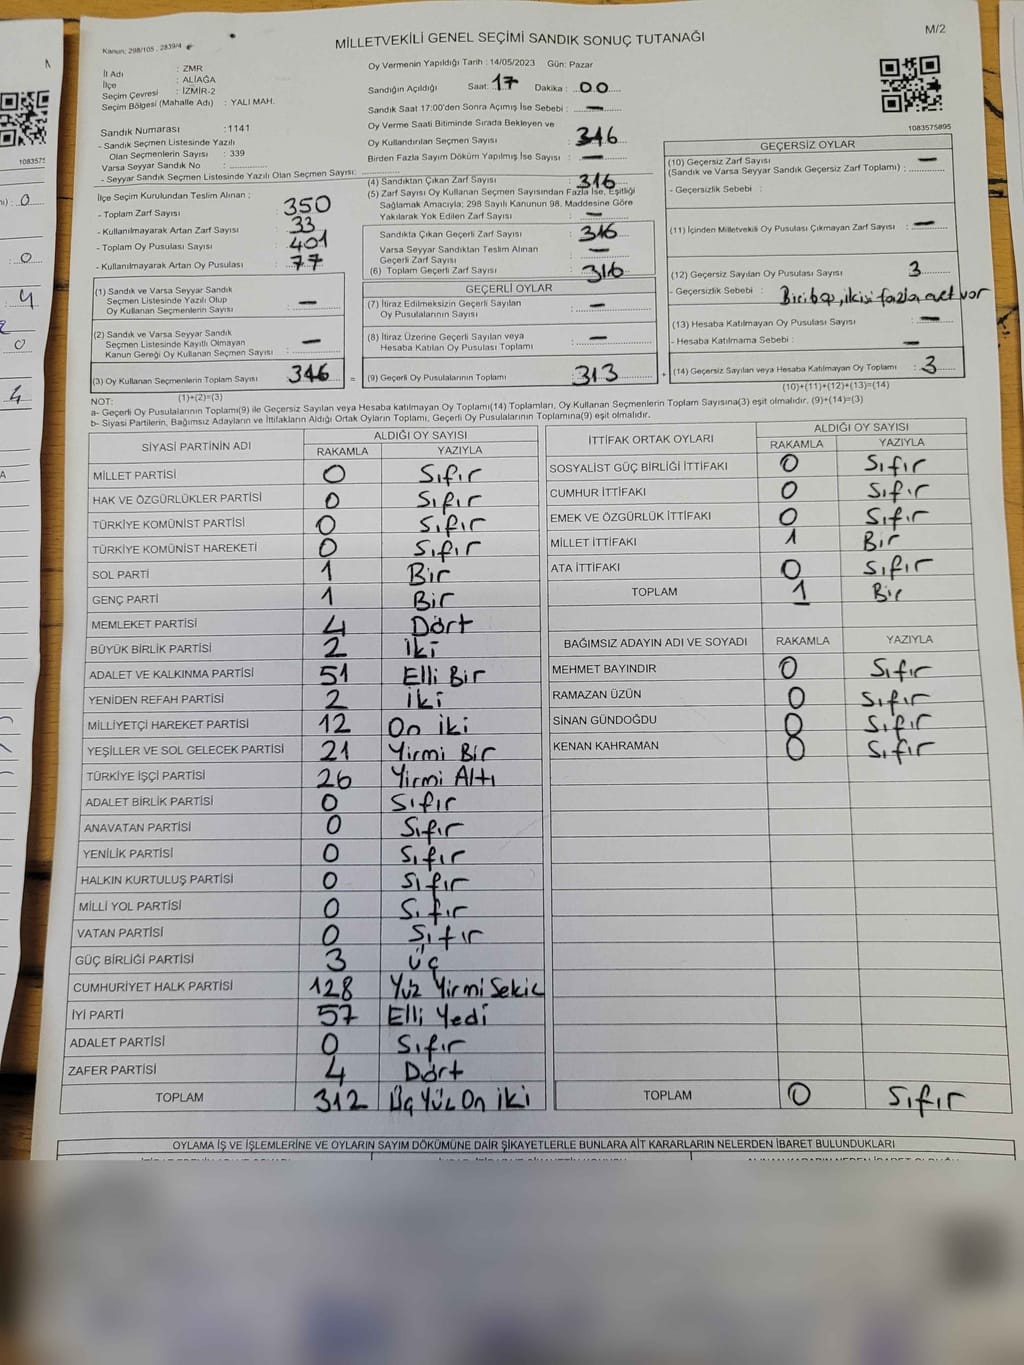 M/2
Kanun: 298/105 , 2839/4
MİLLETVEKİLİ GENEL SEÇİMİ SANDIK SONUÇ TUTANAĞI
İl Adı : ZMR
İlçe : ALİAĞA
Seçim Çevresi : İZMİR-2
Seçim Bölgesi (Mahalle Adı) : YALI MAH.
Sandık Numarası : 1141
- Sandık Seçmen Listesinde Yazılı
Olan Seçmenlerin Sayısı : 339
Varsa Seyyar Sandık No :
- Seyyar Sandık Seçmen Listesinde Yazılı Olan Seçmen Sayısı:
İlçe Seçim Kurulundan Teslim Alınan ;
- Toplam Zarf Sayısı : 350
- Kullanılmayarak Artan Zarf Sayısı : 33
- Toplam Oy Pusulası Sayısı : 401
- Kullanılmayarak Artan Oy Pusulası : 77
(1) Sandık ve Varsa Seyyar Sandık
Seçmen Listesinde Yazılı Olup
Oy Kullanan Seçmenlerin Sayısı : —
(2) Sandık ve Varsa Seyyar Sandık
Seçmen Listesinde Kayıtlı Olmayan
Kanun Gereği Oy Kullanan Seçmen Sayısı : —
(3) Oy Kullanan Seçmenlerin Toplam Sayısı 316 =
(1)+(2)=(3)
Oy Vermenin Yapıldığı Tarih : 14/05/2023 Gün: Pazar
Sandığın Açıldığı Saat: 17 Dakika : 00
Sandık Saat 17:00'den Sonra Açımış İse Sebebi : —
Oy Verme Saati Bitiminde Sırada Bekleyen ve
Oy Kullandırılan Seçmen Sayısı : 316
Birden Fazla Sayım Döküm Yapılmış İse Sayısı : —
(4) Sandıktan Çıkan Zarf Sayısı : 316
(5) Zarf Sayısı Oy Kullanan Seçmen Sayısından Fazla İse, Eşitliği
Sağlamak Amacıyla; 298 Sayılı Kanunun 98. Maddesine Göre
Yakılarak Yok Edilen Zarf Sayısı : —
Sandıkta Çıkan Geçerli Zarf Sayısı : 316
Varsa Seyyar Sandıktan Teslim Alınan
Geçerli Zarf Sayısı : —
(6) Toplam Geçerli Zarf Sayısı : 316
GEÇERLİ OYLAR
(7) İtiraz Edilmeksizin Geçerli Sayılan
Oy Pusulalarının Sayısı : —
(8) İtiraz Üzerine Geçerli Sayılan veya
Hesaba Katılan Oy Pusulası Toplamı : —
(9) Geçerli Oy Pusulalarının Toplamı : 313 +
1083575895
GEÇERSİZ OYLAR
(10) Geçersiz Zarf Sayısı
(Sandık ve Varsa Seyyar Sandık Geçersiz Zarf Toplamı) : —
- Geçersizlik Sebebi :
(11) İçinden Milletvekili Oy Pusulası Çıkmayan Zarf Sayısı : —
(12) Geçersiz Sayılan Oy Pusulası Sayısı : 3
- Geçersizlik Sebebi : Biri boş, ikisi fazla evet var
(13) Hesaba Katılmayan Oy Pusulası Sayısı : —
- Hesaba Katılmama Sebebi : —
(14) Geçersiz Sayılan veya Hesaba Katılmayan Oy Toplamı : 3
(10)+(11)+(12)+(13)=(14)
NOT:
a- Geçerli Oy Pusulalarının Toplamı(9) ile Geçersiz Sayılan veya Hesaba katılmayan Oy Toplamı(14) Toplamları, Oy Kullanan Seçmenlerin Toplam Sayısına(3) eşit olmalıdır, (9)+(14)=(3)
b- Siyasi Partilerin, Bağımsız Adayların ve İttifakların Aldığı Ortak Oyların Toplamı, Geçerli Oy Pusulalarının Toplamına(9) eşit olmalıdır.
SİYASİ PARTİNİN ADI ALDIĞI OY SAYISI
RAKAMLA YAZIYLA
MİLLET PARTİSİ 0 Sıfır
HAK VE ÖZGÜRLÜKLER PARTİSİ 0 Sıfır
TÜRKİYE KOMÜNİST PARTİSİ 0 Sıfır
TÜRKİYE KOMÜNİST HAREKETİ 0 Sıfır
SOL PARTİ 1 Bir
GENÇ PARTİ 1 Bir
MEMLEKET PARTİSİ 4 Dört
BÜYÜK BİRLİK PARTİSİ 2 İki
ADALET VE KALKINMA PARTİSİ 51 Elli Bir
YENİDEN REFAH PARTİSİ 2 İki
MİLLİYETÇİ HAREKET PARTİSİ 12 On iki
YEŞİLLER VE SOL GELECEK PARTİSİ 21 Yirmi Bir
TÜRKİYE İŞÇİ PARTİSİ 26 Yirmi Altı
ADALET BİRLİK PARTİSİ 0 Sıfır
ANAVATAN PARTİSİ 0 Sıfır
YENİLİK PARTİSİ 0 Sıfır
HALKIN KURTULUŞ PARTİSİ 0 Sıfır
MİLLİ YOL PARTİSİ 0 Sıfır
VATAN PARTİSİ 0 Sıfır
GÜÇ BİRLİĞİ PARTİSİ 3 üç
CUMHURİYET HALK PARTİSİ 128 Yüz Yirmi Sekiz
İYİ PARTİ 57 Elli Yedi
ADALET PARTİSİ 0 Sıfır
ZAFER PARTİSİ 4 Dört
TOPLAM 312 Üç Yüz On iki
İTTİFAK ORTAK OYLARI ALDIĞI OY SAYISI
RAKAMLA YAZIYLA
SOSYALİST GÜÇ BİRLİĞİ İTTİFAKI 0 Sıfır
CUMHUR İTTİFAKI 0 Sıfır
EMEK VE ÖZGÜRLÜK İTTİFAKI 0 Sıfır
MİLLET İTTİFAKI 1 Bir
ATA İTTİFAKI 0 Sıfır
TOPLAM 1 Bir
BAĞIMSIZ ADAYIN ADI VE SOYADI RAKAMLA YAZIYLA
MEHMET BAYINDIR 0 Sıfır
RAMAZAN ÜZÜN 0 Sıfır
SİNAN GÜNDOĞDU 0 Sıfır
KENAN KAHRAMAN 0 Sıfır
TOPLAM 0 Sıfır
OYLAMA İŞ VE İŞLEMLERİNE VE OYLARIN SAYIM DÖKÜMÜNE DAİR ŞİKAYETLERLE BUNLARA AİT KARARLARIN NELERDEN İBARET BULUNDUKLARI